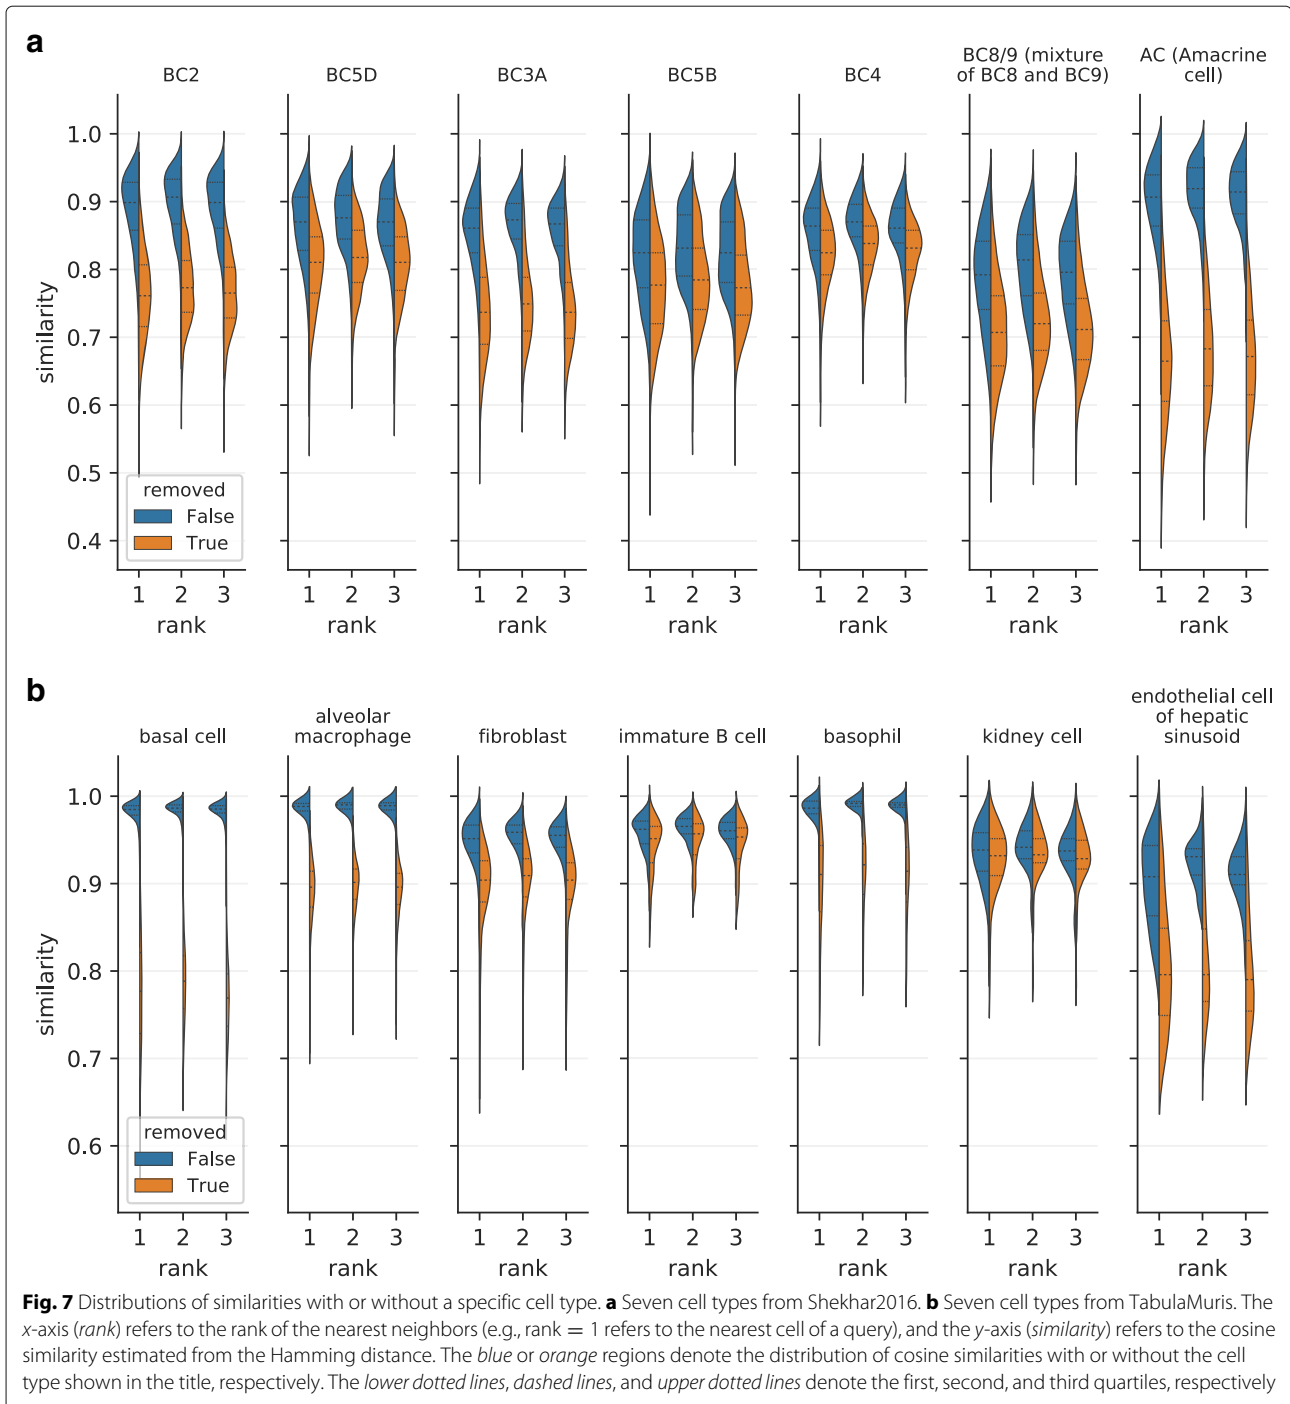 a
BC2
BC5D
BC3A
BC5B
BC4
BC8/9 (mixture
of BC8 and BC9)
AC (Amacrine
cell)
similarity
1.0
0.9
0.8
0.7
0.6
0.5
0.4
removed
False
True
1 2 3
1 2 3
1 2 3
1 2 3
1 2 3
1 2 3
1 2 3
rank
rank
rank
rank
rank
rank
rank
b
basal cell
alveolar
macrophage
fibroblast
immature B cell
basophil
kidney cell
endothelial cell
of hepatic
sinusoid
similarity
1.0
0.9
0.8
0.7
0.6
removed
False
True
1 2 3
1 2 3
1 2 3
1 2 3
1 2 3
1 2 3
1 2 3
rank
rank
rank
rank
rank
rank
rank
Fig. 7 Distributions of similarities with or without a specific cell type. a Seven cell types from Shekhar2016. b Seven cell types from TabulaMuris. The
x-axis (rank) refers to the rank of the nearest neighbors (e.g., rank = 1 refers to the nearest cell of a query), and the y-axis (similarity) refers to the cosine
similarity estimated from the Hamming distance. The blue or orange regions denote the distribution of cosine similarities with or without the cell
type shown in the title, respectively. The lower dotted lines, dashed lines, and upper dotted lines denote the first, second, and third quartiles, respectively